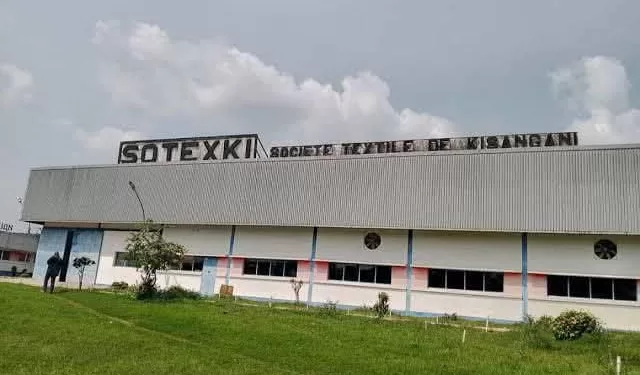 SOTEXKI
SOCIETE TEXTILE DE KISANGANI